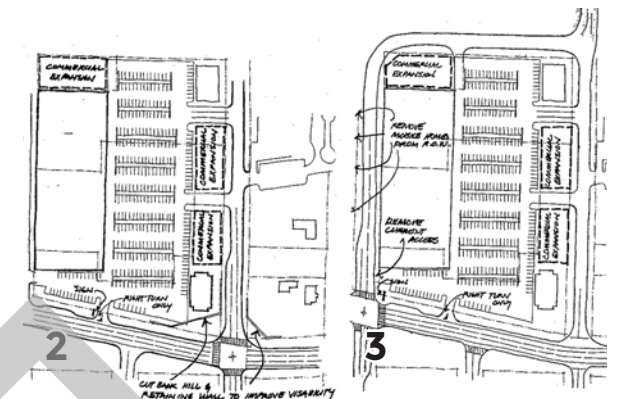 COMMERCIAL
EXPANSION
COMMERCIAL
EXPANSION
COMMERCIAL
EXPANSION
SIGN
RIGHT TURN
ONLY
2
CUT BANK HILL &
RETAINING WALL TO IMPROVE VISABILITY
COMMERCIAL
EXPANSION
REMOVE
MOBILE HOMES
FROM R.O.W.
COMMERCIAL
EXPANSION
COMMERCIAL
EXPANSION
REMOVE
CURRENT
ACCESS
SIGN
RIGHT TURN
ONLY
3